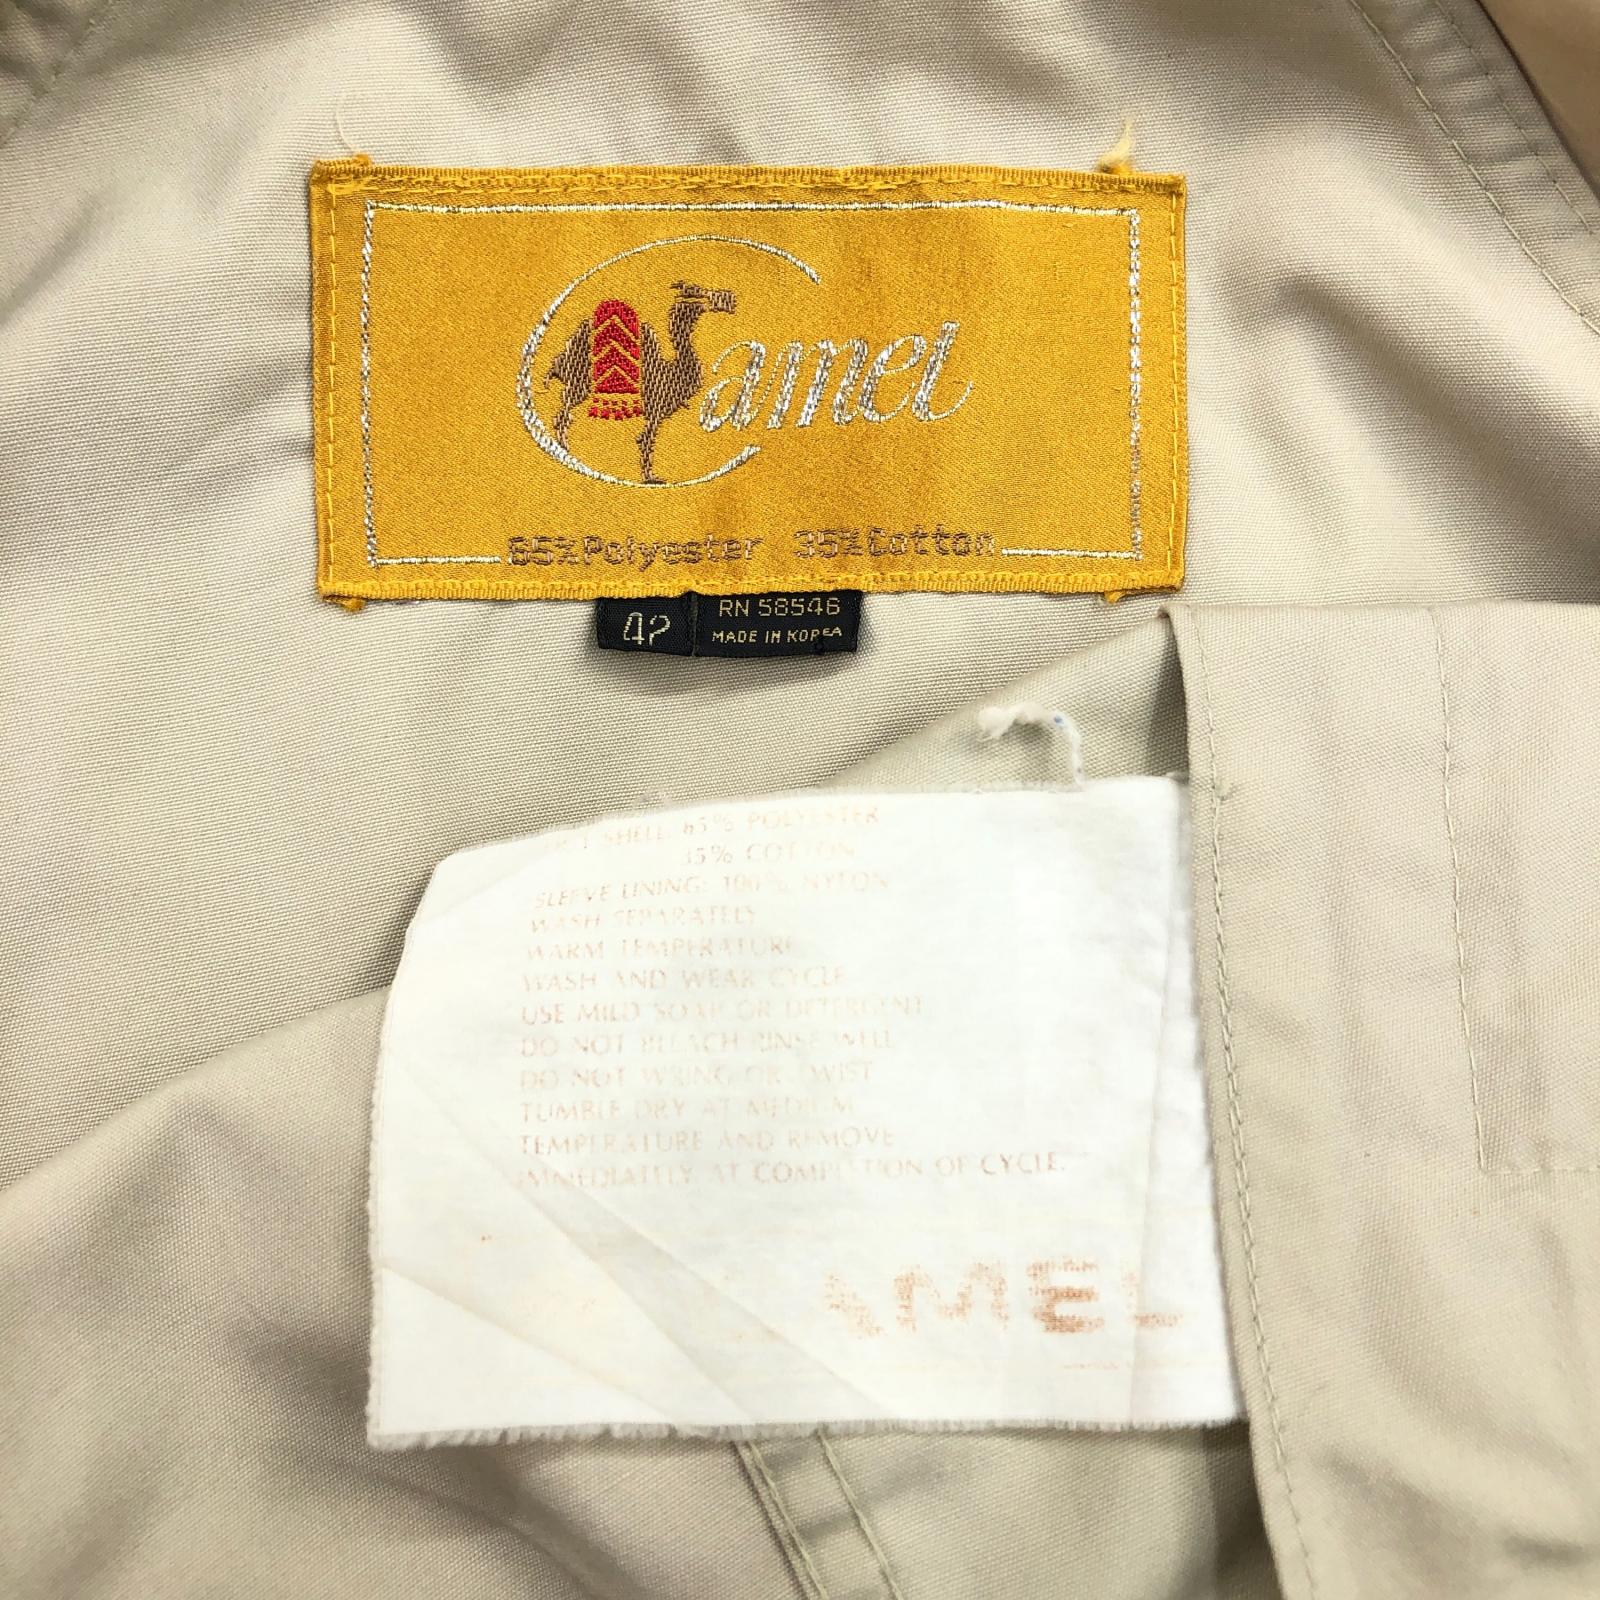 Camel
65% Polyester 35% Cotton
42
RN 58546
MADE IN KOREA
SHELL: 65% POLYESTER
35% COTTON
SLEEVE LINING: 100% NYLON
WASH SEPARATELY
WARM TEMPERATURE
WASH AND WEAR CYCLE
USE MILD SOAP OR DETERGENT
DO NOT BLEACH RINSE WELL
DO NOT WRING OR TWIST
TUMBLE DRY AT MEDIUM
TEMPERATURE AND REMOVE
IMMEDIATELY AT COMPLETION OF CYCLE.
AMEL